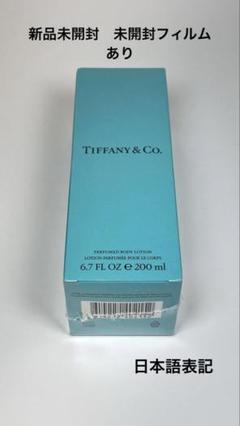 新品未開封　未開封フィルム
あり
TIFFANY & CO.
PERFUMED BODY LOTION
LOTION PARFUMÉE POUR LE CORPS
6.7 FL OZ ℮ 200 ml
日本語表記